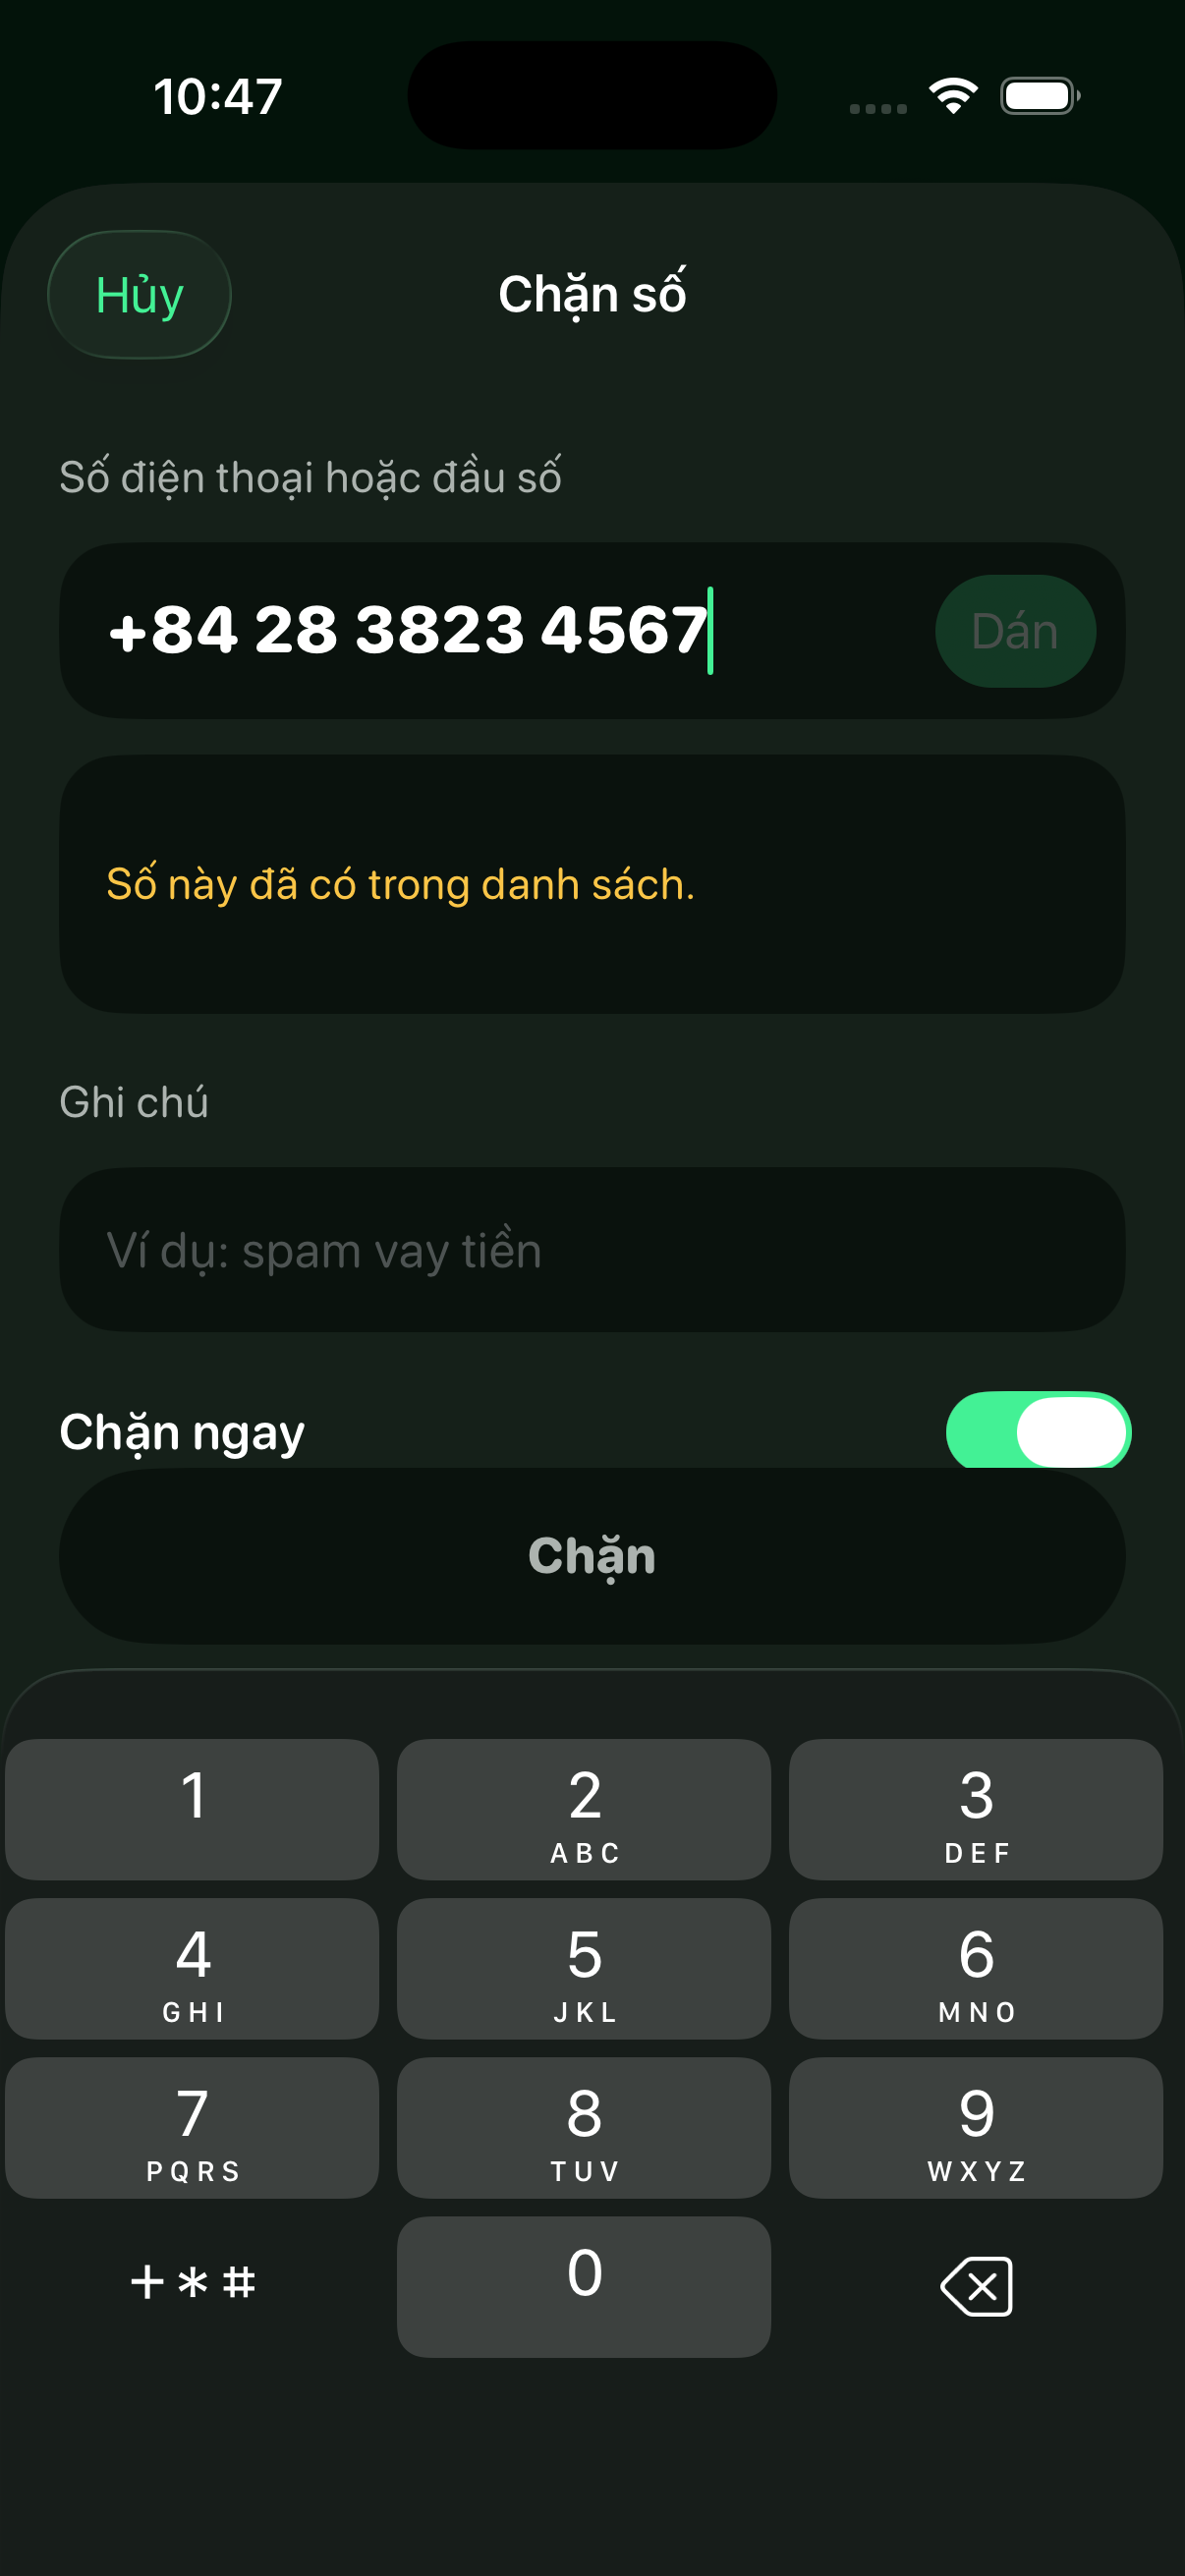 10:47
Hủy
Chặn số
Số điện thoại hoặc đầu số
+84 28 3823 4567
Dán
Số này đã có trong danh sách.
Ghi chú
Ví dụ: spam vay tiền
Chặn ngay
Chặn
1
2
ABC
3
DEF
4
GHI
5
JKL
6
MNO
7
PQRS
8
TUV
9
WXYZ
+*#
0